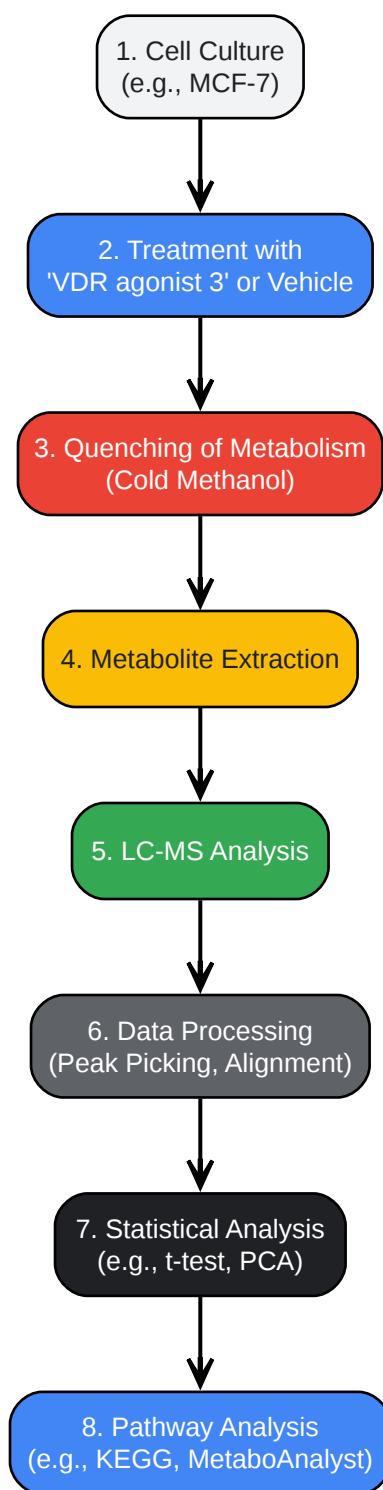 1. Cell Culture
(e.g., MCF-7)
2. Treatment with
'VDR agonist 3' or Vehicle
3. Quenching of Metabolism
(Cold Methanol)
4. Metabolite Extraction
5. LC-MS Analysis
6. Data Processing
(Peak Picking, Alignment)
7. Statistical Analysis
(e.g., t-test, PCA)
8. Pathway Analysis
(e.g., KEGG, MetaboAnalyst)